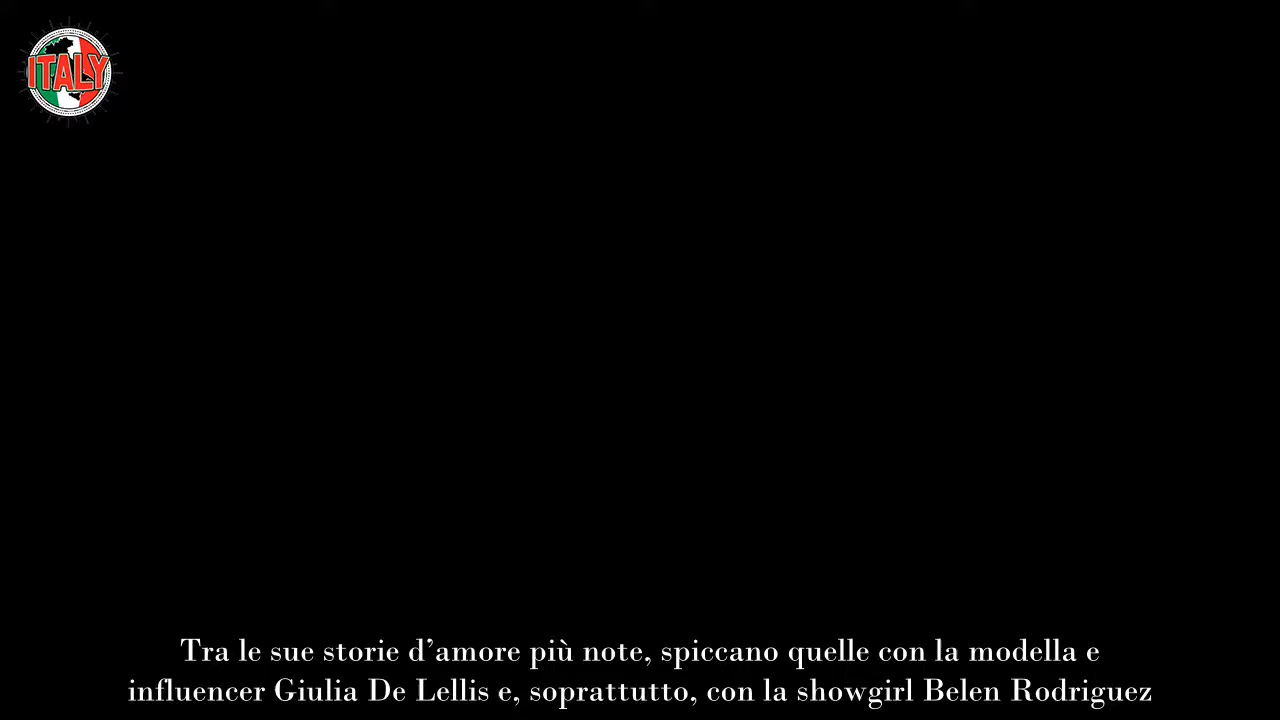 ITALY
Tra le sue storie d’amore più note, spiccano quelle con la modella e
influencer Giulia De Lellis e, soprattutto, con la showgirl Belen Rodriguez